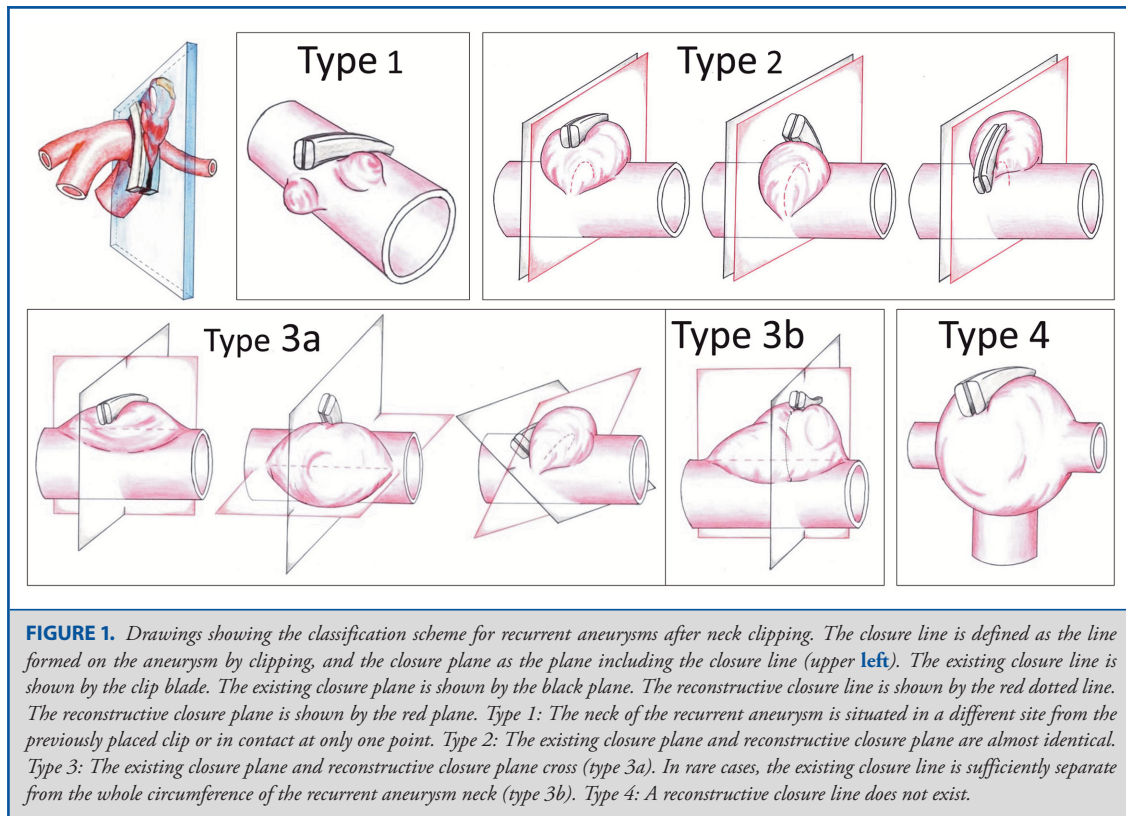 Type 1
Type 2
Type 3a
Type 3b
Type 4
FIGURE 1. Drawings showing the classification scheme for recurrent aneurysms after neck clipping. The closure line is defined as the line
formed on the aneurysm by clipping, and the closure plane as the plane including the closure line (upper left). The existing closure line is
shown by the clip blade. The existing closure plane is shown by the black plane. The reconstructive closure line is shown by the red dotted line.
The reconstructive closure plane is shown by the red plane. Type 1: The neck of the recurrent aneurysm is situated in a different site from the
previously placed clip or in contact at only one point. Type 2: The existing closure plane and reconstructive closure plane are almost identical.
Type 3: The existing closure plane and reconstructive closure plane cross (type 3a). In rare cases, the existing closure line is sufficiently separate
from the whole circumference of the recurrent aneurysm neck (type 3b). Type 4: A reconstructive closure line does not exist.